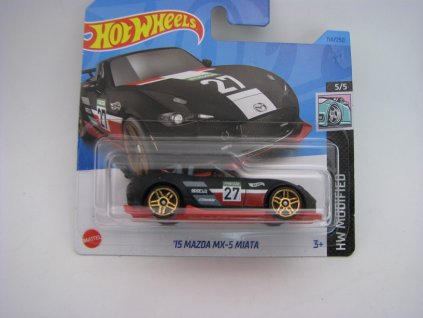 Hot Wheels
27
5/5
HW MODIFIED
27
MATTEL
'15 MAZDA MX-5 MIATA
3+